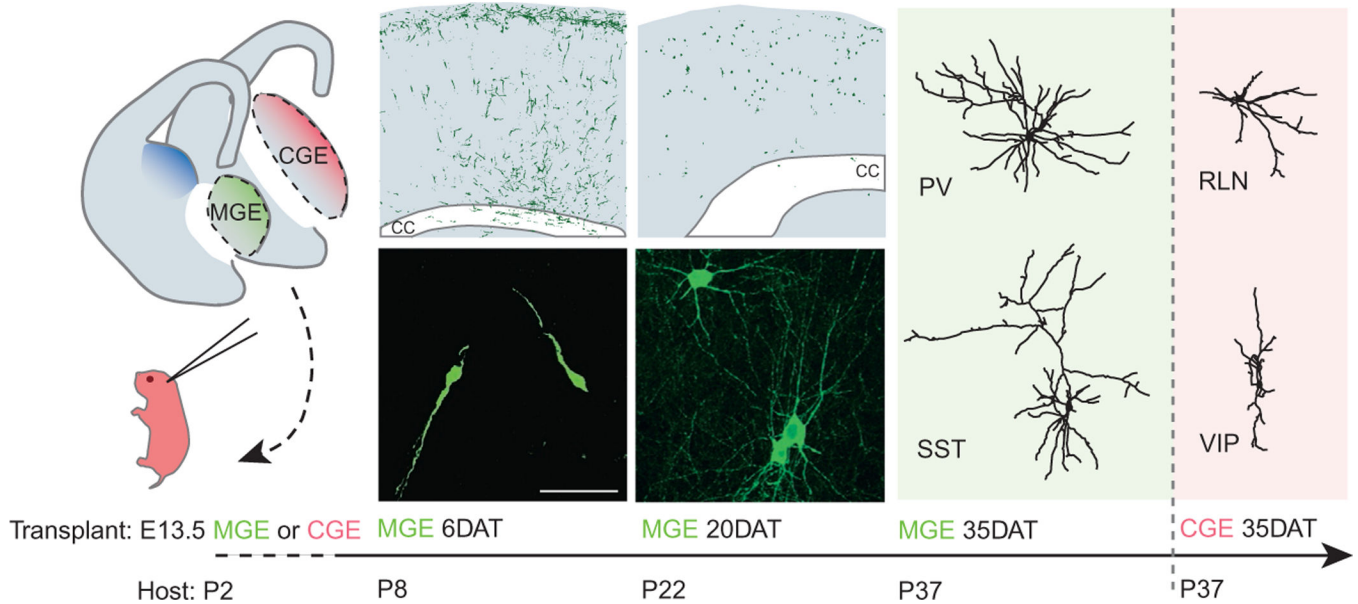 CGE
MGE
CC
CC
PV
RLN
SST
VIP
Transplant: E13.5 MGE or CGE
MGE 6DAT
MGE 20DAT
MGE 35DAT
CGE 35DAT
Host: P2
P8
P22
P37
P37